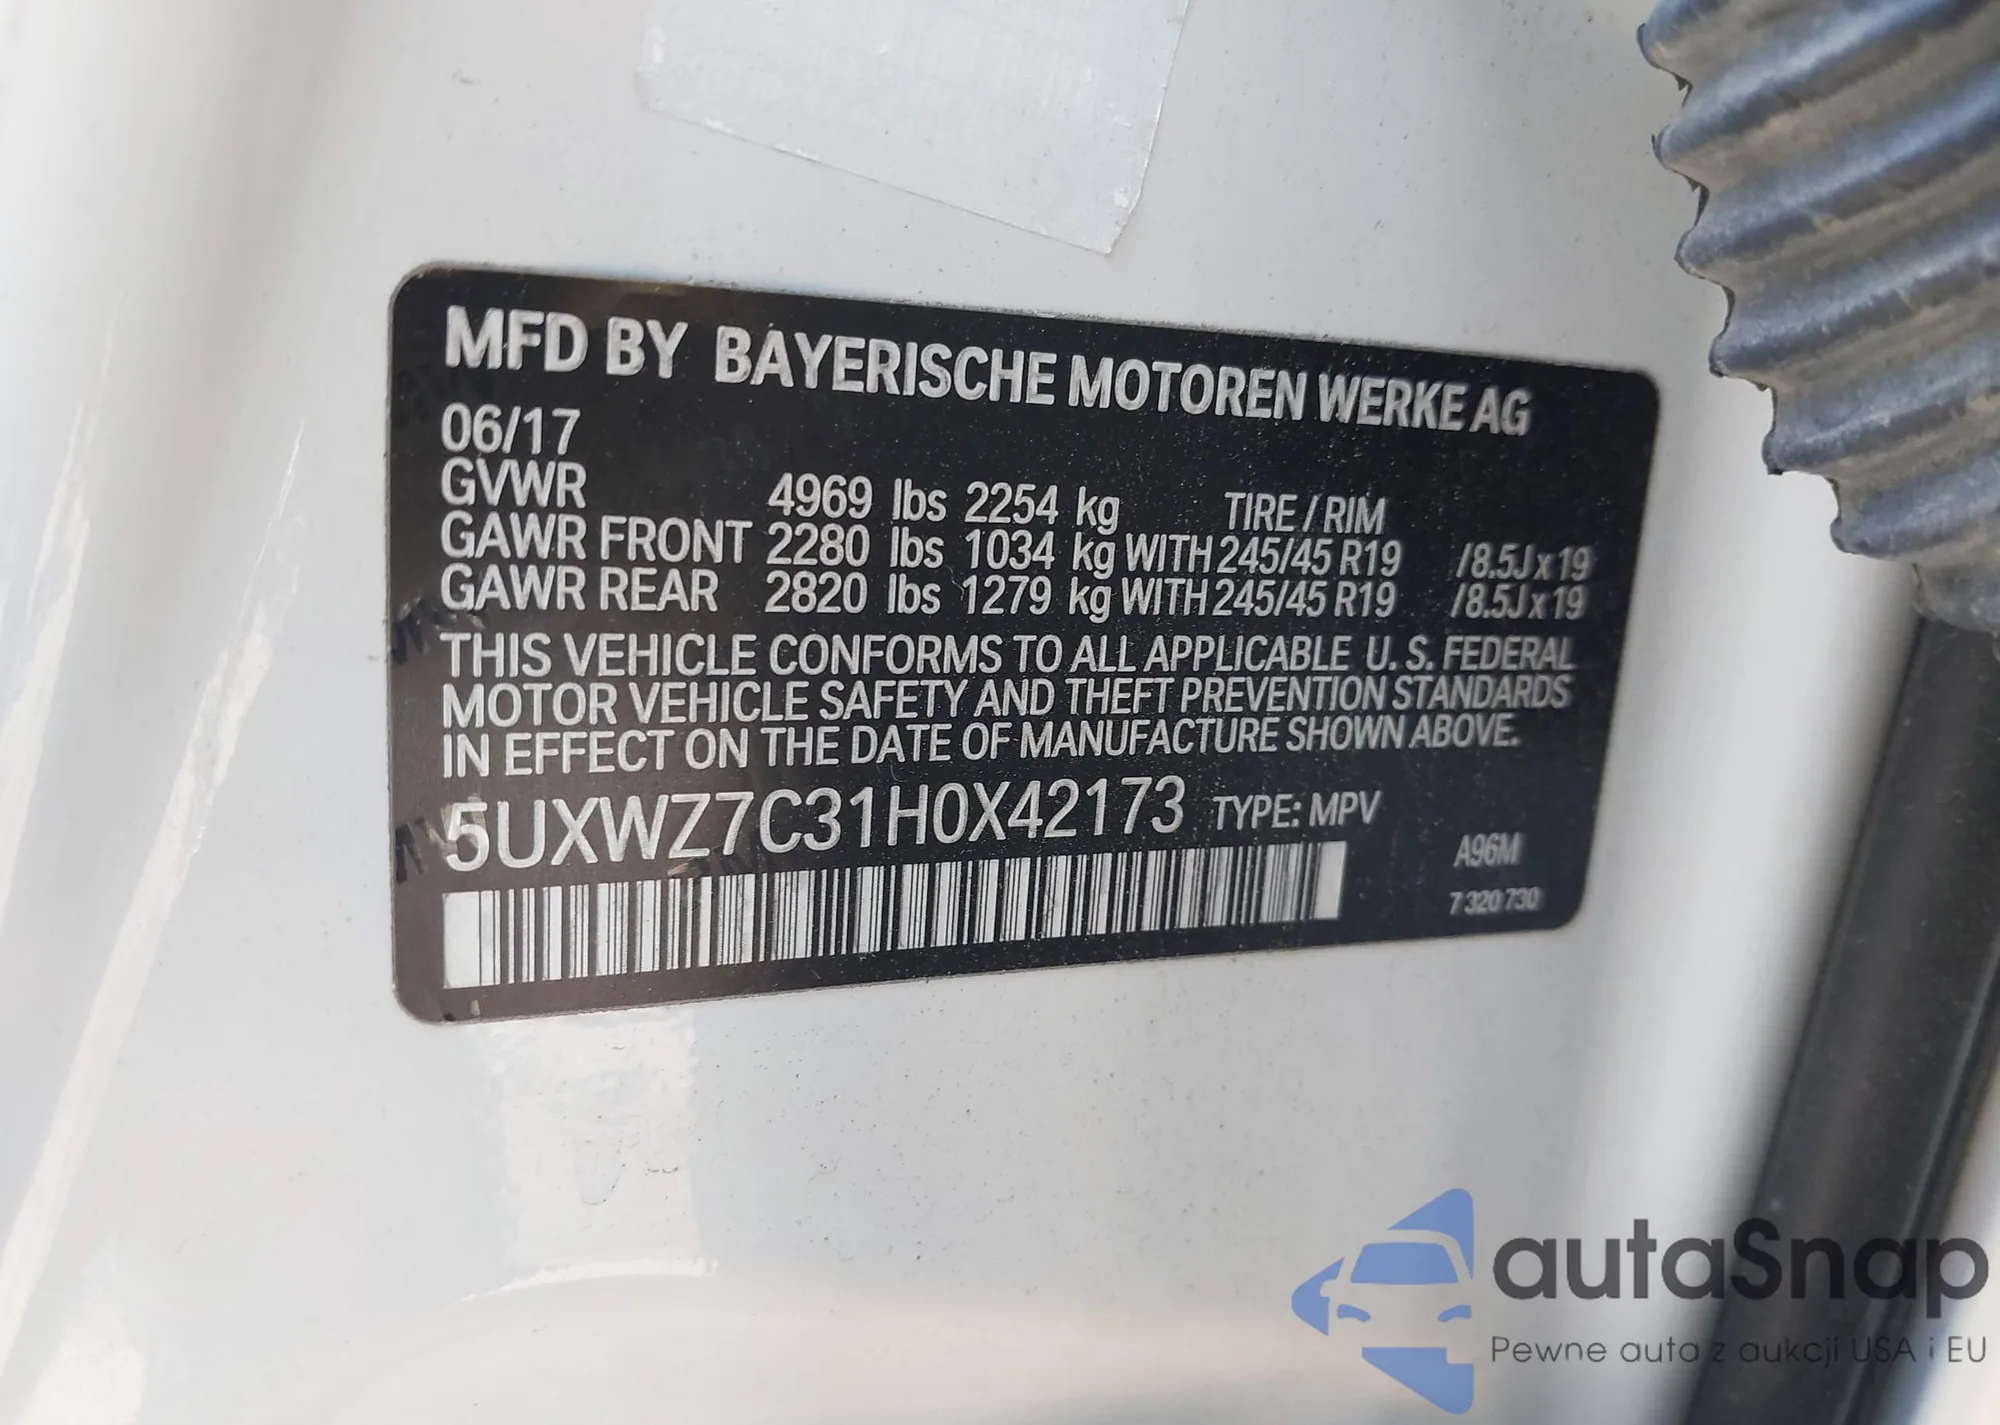 MFD BY BAYERISCHE MOTOREN WERKE AG
06/17
GVWR 4969 lbs 2254 kg TIRE / RIM
GAWR FRONT 2280 lbs 1034 kg WITH 245/45 R19 /8.5J x 19
GAWR REAR 2820 lbs 1279 kg WITH 245/45 R19 /8.5J x 19
THIS VEHICLE CONFORMS TO ALL APPLICABLE U. S. FEDERAL
MOTOR VEHICLE SAFETY AND THEFT PREVENTION STANDARDS
IN EFFECT ON THE DATE OF MANUFACTURE SHOWN ABOVE.
5UXWZ7C31H0X42173 TYPE: MPV
A96M
7 320 730
autaSnap
Pewne auta z aukcji USA i EU